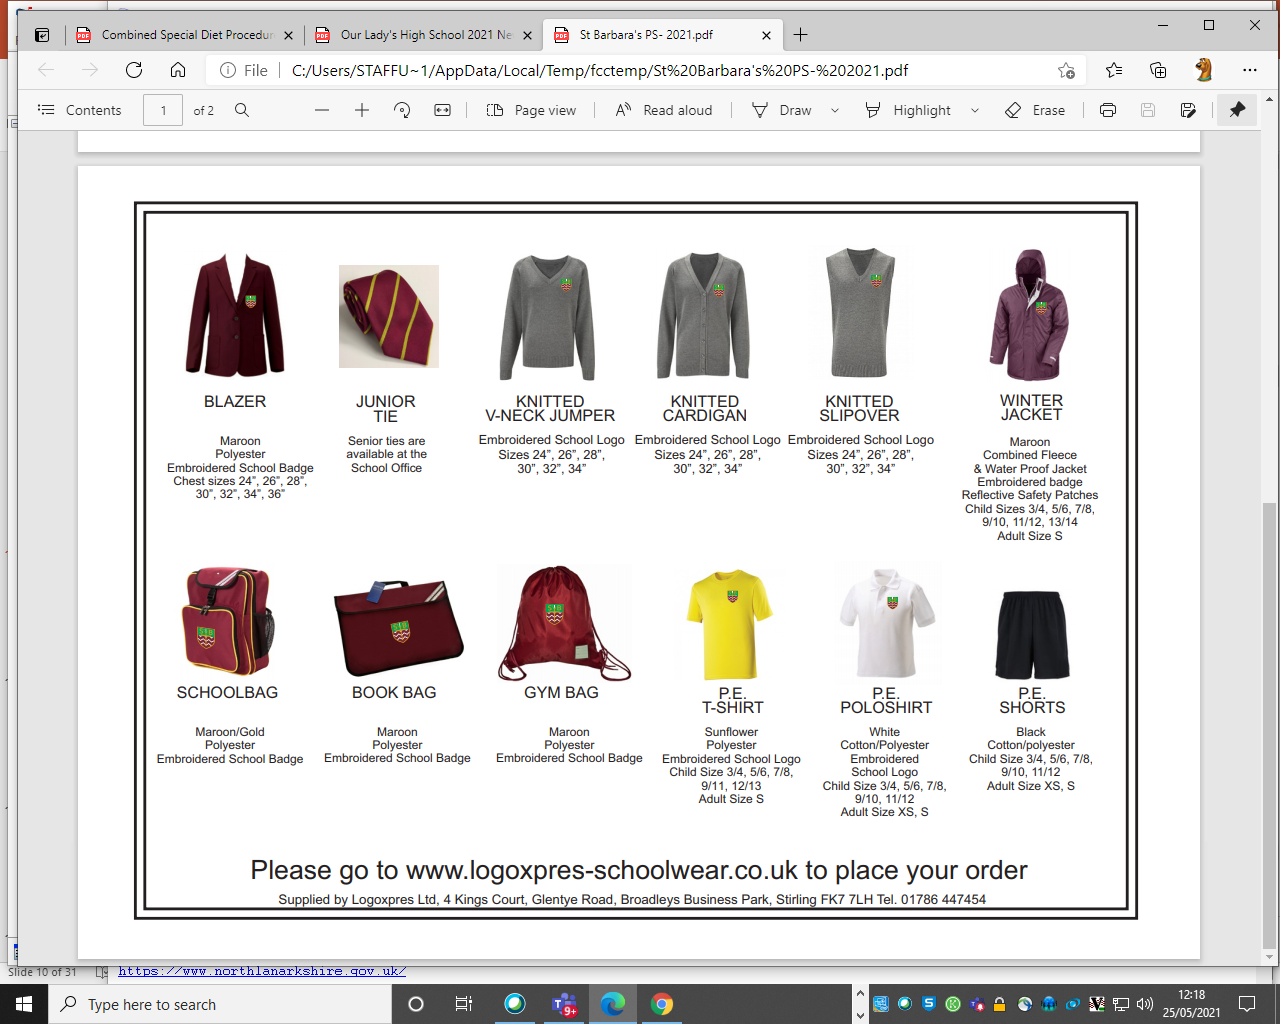 Combined Special Diet Procedur
Our Lady's High School 2021 Ne
St Barbara's PS- 2021.pdf
File
C:/Users/STAFFU~1/AppData/Local/Temp/fcctemp/St%20Barbara's%20PS-%202021.pdf
Contents
1
of 2
Page view
Read aloud
Draw
Highlight
Erase
BLAZER
Maroon
Polyester
Embroidered School Badge
Chest sizes 24”, 26”, 28”,
30”, 32”, 34”, 36”
JUNIOR
TIE
Senior ties are
available at the
School Office
KNITTED
V-NECK JUMPER
Embroidered School Logo
Sizes 24”, 26”, 28”,
30”, 32”, 34”
KNITTED
CARDIGAN
Embroidered School Logo
Sizes 24”, 26”, 28”,
30”, 32”, 34”
KNITTED
SLIPOVER
Embroidered School Logo
Sizes 24”, 26”, 28”,
30”, 32”, 34”
WINTER
JACKET
Maroon
Combined Fleece
& Water Proof Jacket
Embroidered badge
Reflective Safety Patches
Child Sizes 3/4, 5/6, 7/8,
9/10, 11/12, 13/14
Adult Size S
SCHOOLBAG
Maroon/Gold
Polyester
Embroidered School Badge
BOOK BAG
Maroon
Polyester
Embroidered School Badge
GYM BAG
Maroon
Polyester
Embroidered School Badge
P.E.
T-SHIRT
Sunflower
Polyester
Embroidered School Logo
Child Size 3/4, 5/6, 7/8,
9/11, 12/13
Adult Size S
P.E.
POLOSHIRT
White
Cotton/Polyester
Embroidered
School Logo
Child Size 3/4, 5/6, 7/8,
9/10, 11/12
Adult Size XS, S
P.E.
SHORTS
Black
Cotton/polyester
Child Size 3/4, 5/6, 7/8,
9/10, 11/12
Adult Size XS, S
Please go to www.logoxpres-schoolwear.co.uk to place your order
Supplied by Logoxpres Ltd, 4 Kings Court, Glentye Road, Broadleys Business Park, Stirling FK7 7LH Tel. 01786 447454
Slide 10 of 31
https://www.northlanarkshire.gov.uk/
Type here to search
9+
12:18
25/05/2021